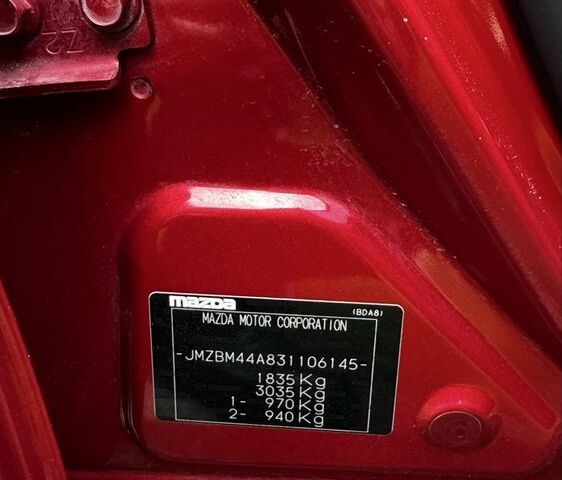 Z2
mazda
(BDA8)
MAZDA MOTOR CORPORATION
-JMZBM44A831106145-
1835Kg
3035Kg
1- 970Kg
2- 940Kg